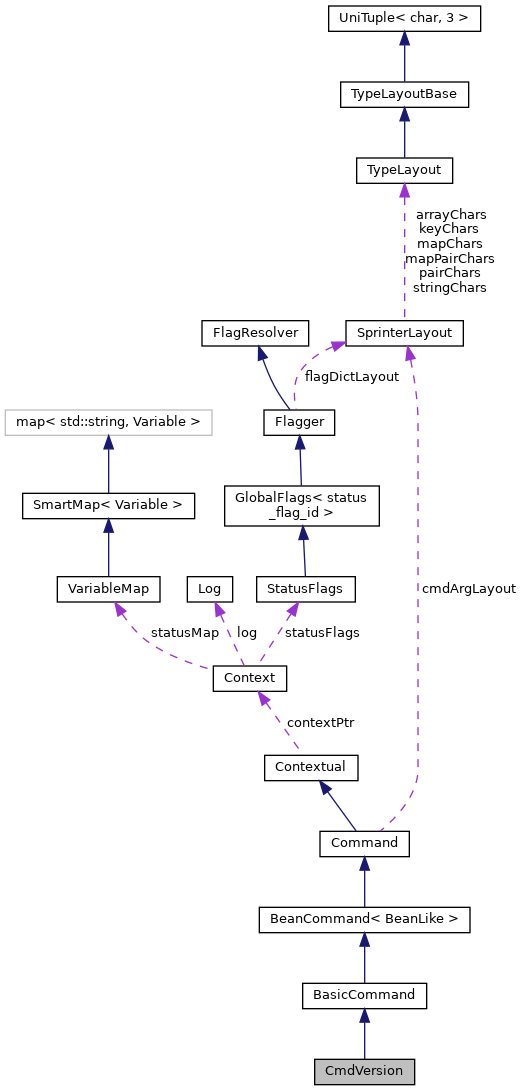 UniTuple< char, 3 >
TypeLayoutBase
TypeLayout
arrayChars
keyChars
mapChars
mapPairChars
pairChars
stringChars
FlagResolver
SprinterLayout
flagDictLayout
map< std::string, Variable >
Flagger
SmartMap< Variable >
GlobalFlags< status
_flag_id >
VariableMap
Log
StatusFlags
cmdArgLayout
statusMap
log
statusFlags
Context
contextPtr
Contextual
Command
BeanCommand< BeanLike >
BasicCommand
CmdVersion